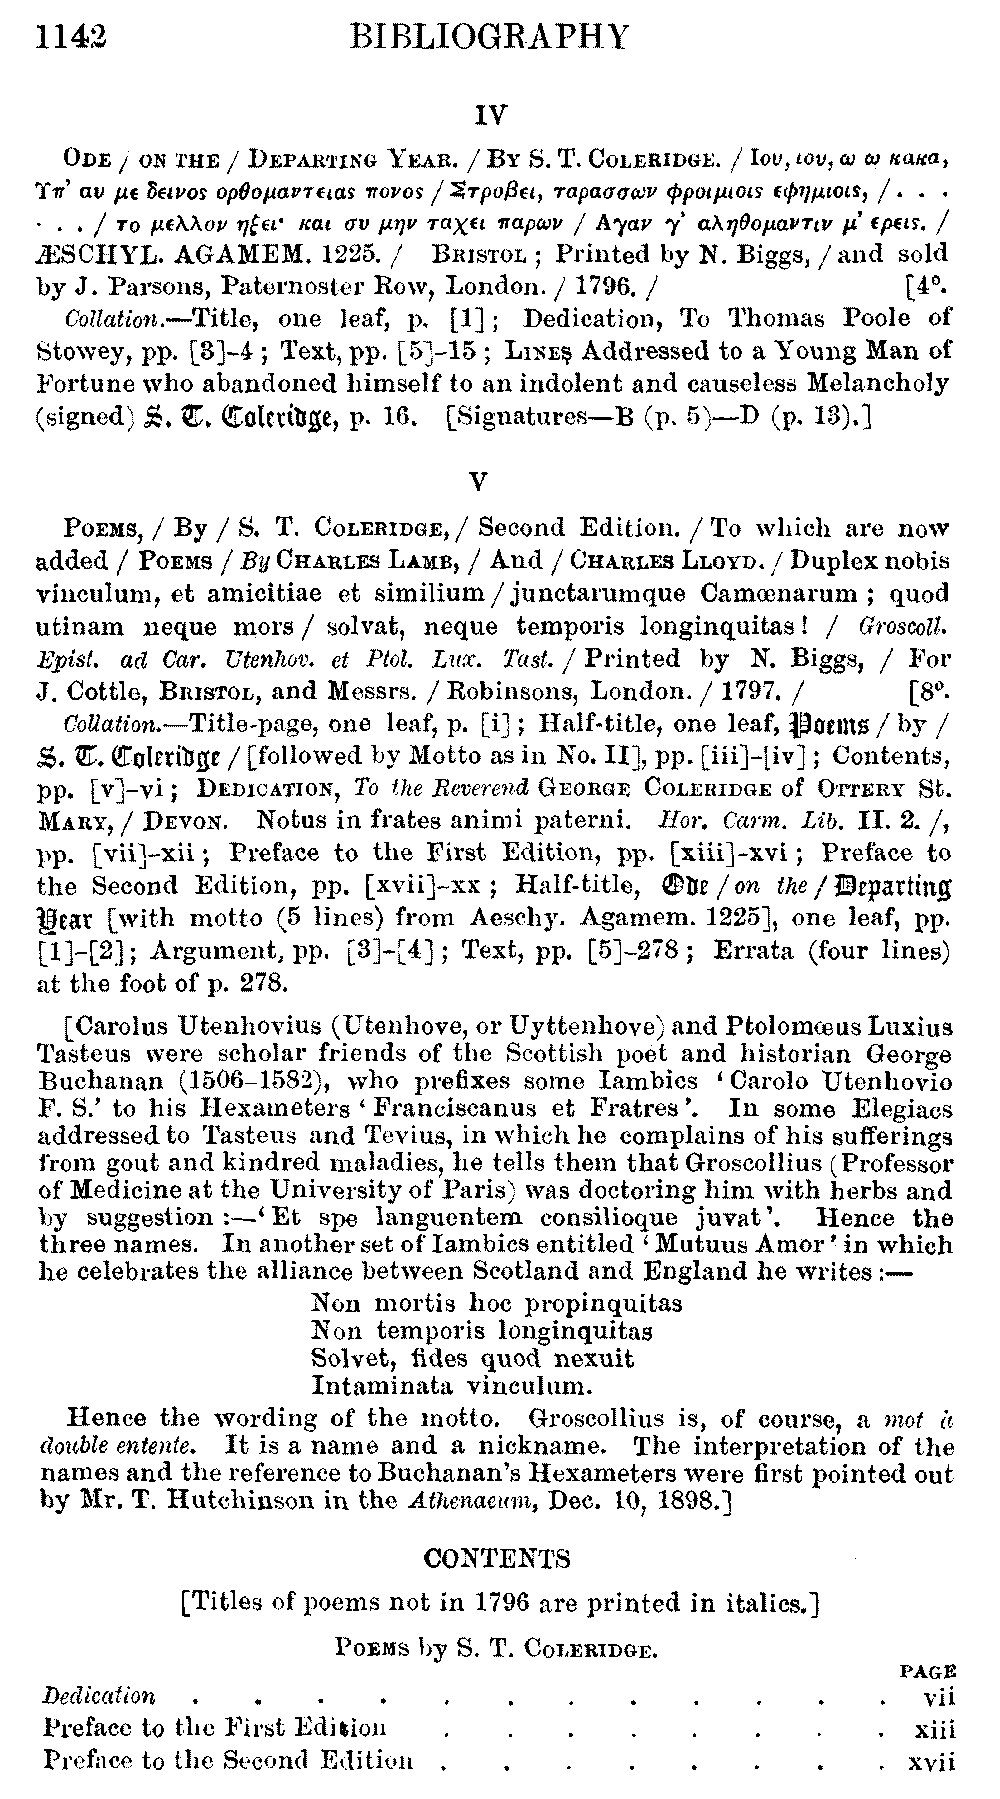 1142 BIBLIOGRAPHY
IV
ODE / ON THE / DEPARTING YEAR. / BY S. T. COLERIDGE. / Ιου, ιου, ω ω κακα,
Υπ' αυ με δεινος ορθομαντειας πονος / Στροβει, ταρασσων φροιμιοις εφημιοις, / . . .
. . . / το μελλον ηξει· και συ μην ταχει παρων / Αγαν γ' αληθομαντιν μ' ερεις. /
ÆSCHYL. AGAMEM. 1225. / BRISTOL ; Printed by N. Biggs, / and sold
by J. Parsons, Paternoster Row, London. / 1796. / [4º.
Collation.—Title, one leaf, p. [1] ; Dedication, To Thomas Poole of
Stowey, pp. [3]–4 ; Text, pp. [5]–15 ; LINES Addressed to a Young Man of
Fortune who abandoned himself to an indolent and causeless Melancholy
(signed) S. T. Coleridge, p. 16. [Signatures—B (p. 5)—D (p. 13).]
V
POEMS, / By / S. T. COLERIDGE, / Second Edition. / To which are now
added / POEMS / By CHARLES LAMB, / And / CHARLES LLOYD. / Duplex nobis
vinculum, et amicitiae et similium / junctarumque Camœnarum ; quod
utinam neque mors / solvat, neque temporis longinquitas ! / Groscoll.
Epist. ad Car. Utenhov. et Ptol. Lux. Tast. / Printed by N. Biggs, / For
J. Cottle, BRISTOL, and Messrs. / Robinsons, London. / 1797. / [8º.
Collation.—Title-page, one leaf, p. [i] ; Half-title, one leaf, Poems / by /
S. T. Coleridge / [followed by Motto as in No. II], pp. [iii]–[iv] ; Contents,
pp. [v]–vi ; DEDICATION, To the Reverend GEORGE COLERIDGE of OTTERY St.
MARY, / DEVON. Notus in frates animi paterni. Hor. Carm. Lib. II. 2. /,
pp. [vii]–xii ; Preface to the First Edition, pp. [xiii]–xvi ; Preface to
the Second Edition, pp. [xvii]–xx ; Half-title, Ode / on the / Departing
Year [with motto (5 lines) from Aeschy. Agamem. 1225], one leaf, pp.
[1]–[2] ; Argument, pp. [3]–[4] ; Text, pp. [5]–278 ; Errata (four lines)
at the foot of p. 278.
[Carolus Utenhovius (Utenhove, or Uyttenhove) and Ptolomœus Luxius
Tasteus were scholar friends of the Scottish poet and historian George
Buchanan (1506–1582), who prefixes some Iambics ‘ Carolo Utenhovio
F. S.’ to his Hexameters ‘ Franciscanus et Fratres ’. In some Elegiacs
addressed to Tasteus and Tevius, in which he complains of his sufferings
from gout and kindred maladies, he tells them that Groscollius (Professor
of Medicine at the University of Paris) was doctoring him with herbs and
by suggestion :—‘ Et spe languentem consilioque juvat ’. Hence the
three names. In another set of Iambics entitled ‘ Mutuus Amor ’ in which
he celebrates the alliance between Scotland and England he writes :—
Non mortis hoc propinquitas
Non temporis longinquitas
Solvet, fides quod nexuit
Intaminata vinculum.
Hence the wording of the motto. Groscollius is, of course, a mot à
double entente. It is a name and a nickname. The interpretation of the
names and the reference to Buchanan's Hexameters were first pointed out
by Mr. T. Hutchinson in the Athenaeum, Dec. 10, 1898.]
CONTENTS
[Titles of poems not in 1796 are printed in italics.]
POEMS by S. T. COLERIDGE.
PAGE
Dedication . . . . . . . . . . . . vii
Preface to the First Edition . . . . . . . . xiii
Preface to the Second Edition . . . . . . . . xvii